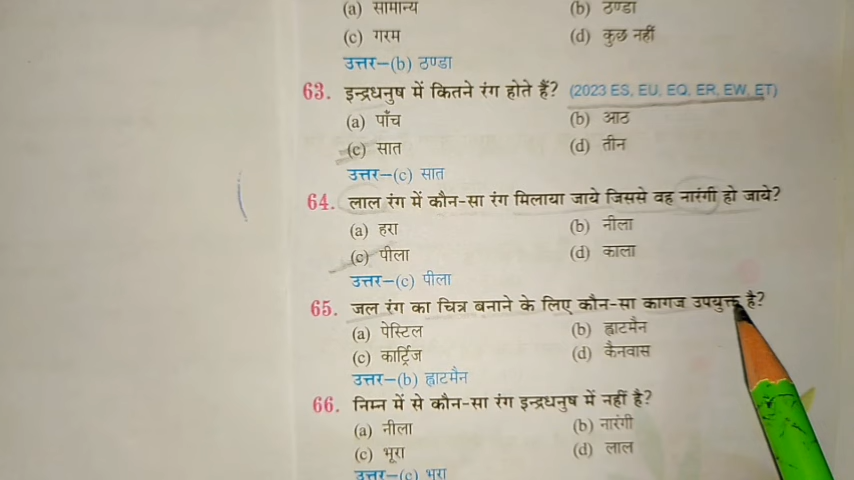 (a) सामान्य (b) ठण्डा
(c) गरम (d) कुछ नहीं
उत्तर–(b) ठण्डा
63. इन्द्रधनुष में कितने रंग होते हैं? (2023 ES, EU, EQ, ER, EW, ET)
(a) पाँच (b) आठ
(c) सात (d) तीन
उत्तर–(c) सात
64. लाल रंग में कौन-सा रंग मिलाया जाये जिससे वह नारंगी हो जाये?
(a) हरा (b) नीला
(c) पीला (d) काला
उत्तर–(c) पीला
65. जल रंग का चित्र बनाने के लिए कौन-सा कागज उपयुक्त है?
(a) पेस्टिल (b) ह्वाटमैन
(c) कार्ट्रिज (d) कैनवास
उत्तर–(b) ह्वाटमैन
66. निम्न में से कौन-सा रंग इन्द्रधनुष में नहीं है?
(a) नीला (b) नारंगी
(c) भूरा (d) लाल
उत्तर–(c) भूरा